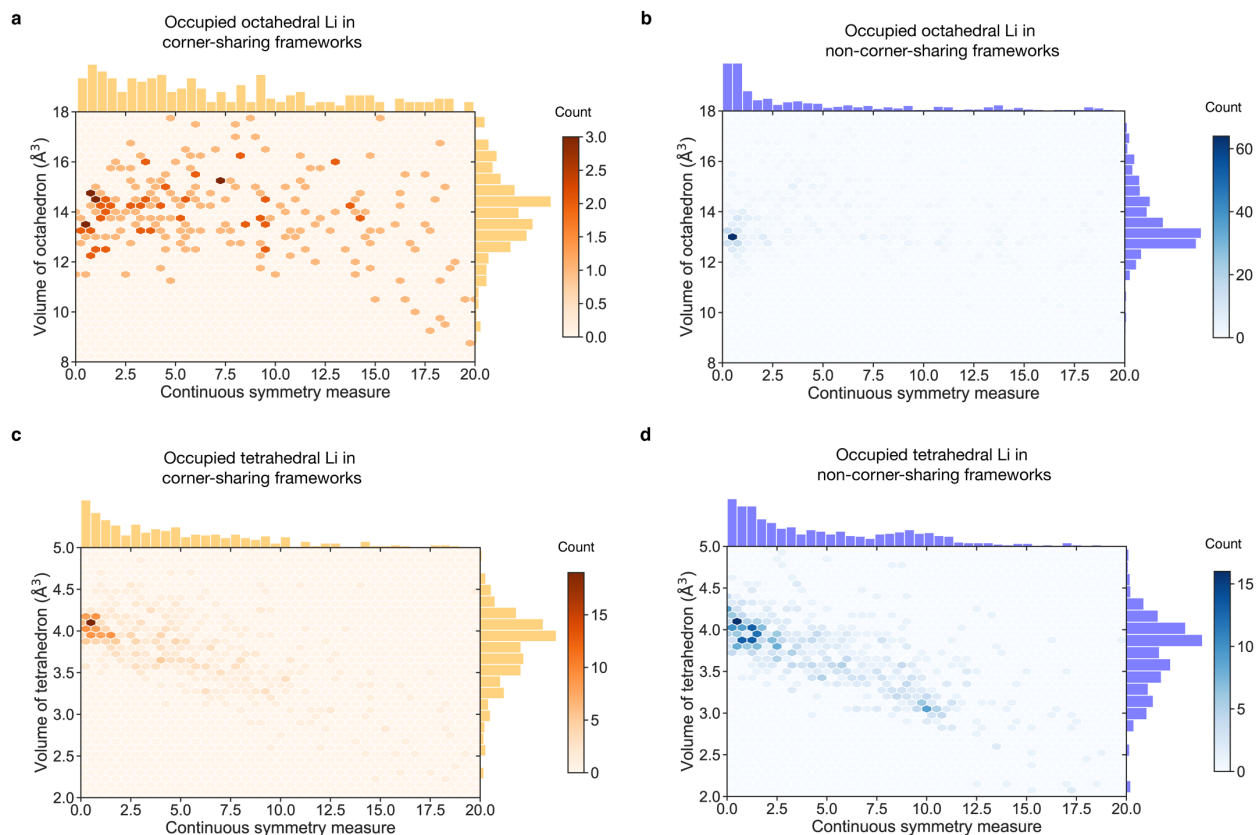 a
Occupied octahedral Li in
corner-sharing frameworks
18
16
14
12
10
8
Volume of octahedron (Å³)
0.0 2.5 5.0 7.5 10.0 12.5 15.0 17.5 20.0
Continuous symmetry measure
Count
3.0
2.5
2.0
1.5
1.0
0.5
0.0
b
Occupied octahedral Li in
non-corner-sharing frameworks
18
16
14
12
10
8
Volume of octahedron (Å³)
0.0 2.5 5.0 7.5 10.0 12.5 15.0 17.5 20.0
Continuous symmetry measure
Count
60
40
20
0
c
Occupied tetrahedral Li in
corner-sharing frameworks
5.0
4.5
4.0
3.5
3.0
2.5
2.0
Volume of tetrahedron (Å³)
0.0 2.5 5.0 7.5 10.0 12.5 15.0 17.5 20.0
Continuous symmetry measure
Count
15
10
5
0
d
Occupied tetrahedral Li in
non-corner-sharing frameworks
5.0
4.5
4.0
3.5
3.0
2.5
2.0
Volume of tetrahedron (Å³)
0.0 2.5 5.0 7.5 10.0 12.5 15.0 17.5 20.0
Continuous symmetry measure
Count
15
10
5
0